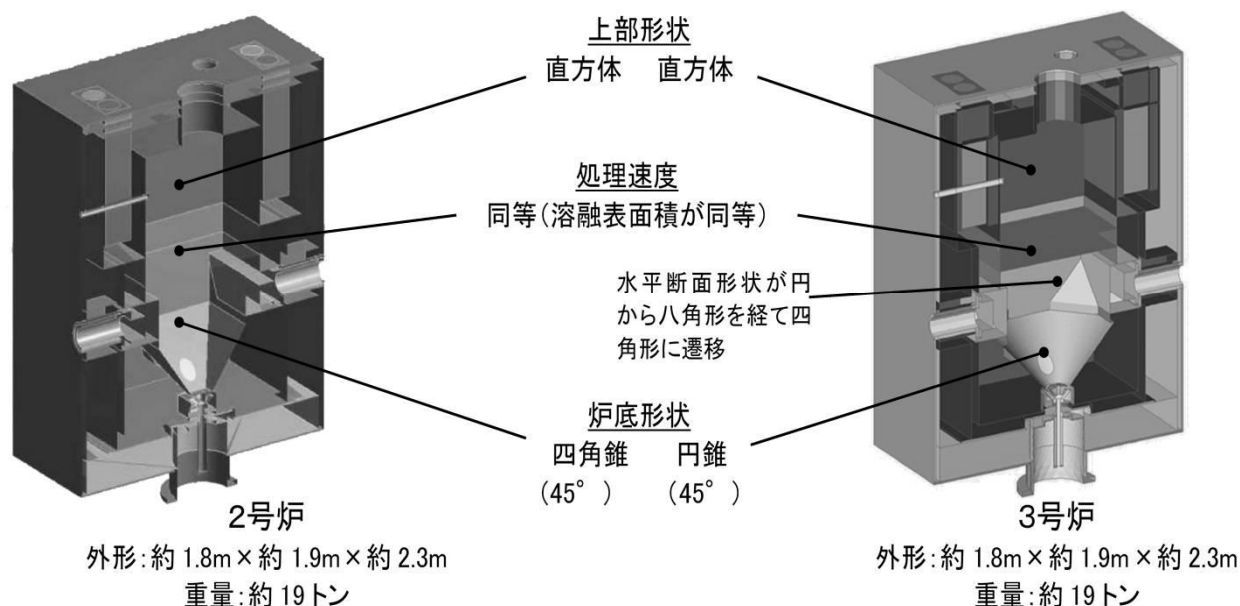 上部形状
直方体　直方体
処理速度
同等（溶融表面積が同等）
水平断面形状が円
から八角形を経て四
角形に遷移
炉底形状
四角錐　円錐
（45°）　（45°）
２号炉
外形：約 1.8m×約 1.9m×約 2.3m
重量：約 19 トン
３号炉
外形：約 1.8m×約 1.9m×約 2.3m
重量：約 19 トン